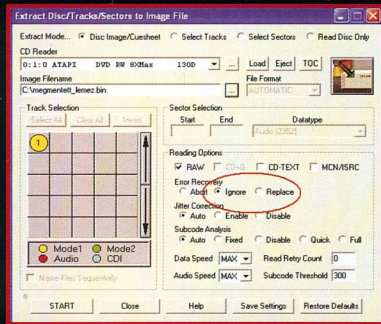 Extract Disc/Tracks/Sectors to Image File
Extract Mode... Disc Image/Cuesheet Select Tracks Select Sectors Read Disc Only
CD Reader
0:1:0 ATAPI DVD RW 8XMax 130D ... Load Eject TOC
Image Filename File Format
C:\megmentett_lemez.bin ... AUTOMATIC
Track Selection Sector Selection
Select All Clear All Invert Start End Datatype
Audio (2352)
1
Reading Options
RAW CD+G CD-TEXT MCN/ISRC
Error Recovery
Abort Ignore Replace
Jitter Correction
Auto Enable Disable
Subcode Analysis
Auto Fixed Disable Quick Full
Mode1 Mode2
Audio CDI
Data Speed MAX Read Retry Count 0
Name Files Sequentially
Audio Speed MAX Subcode Threshold 300
START Close Help Save Settings Restore Defaults